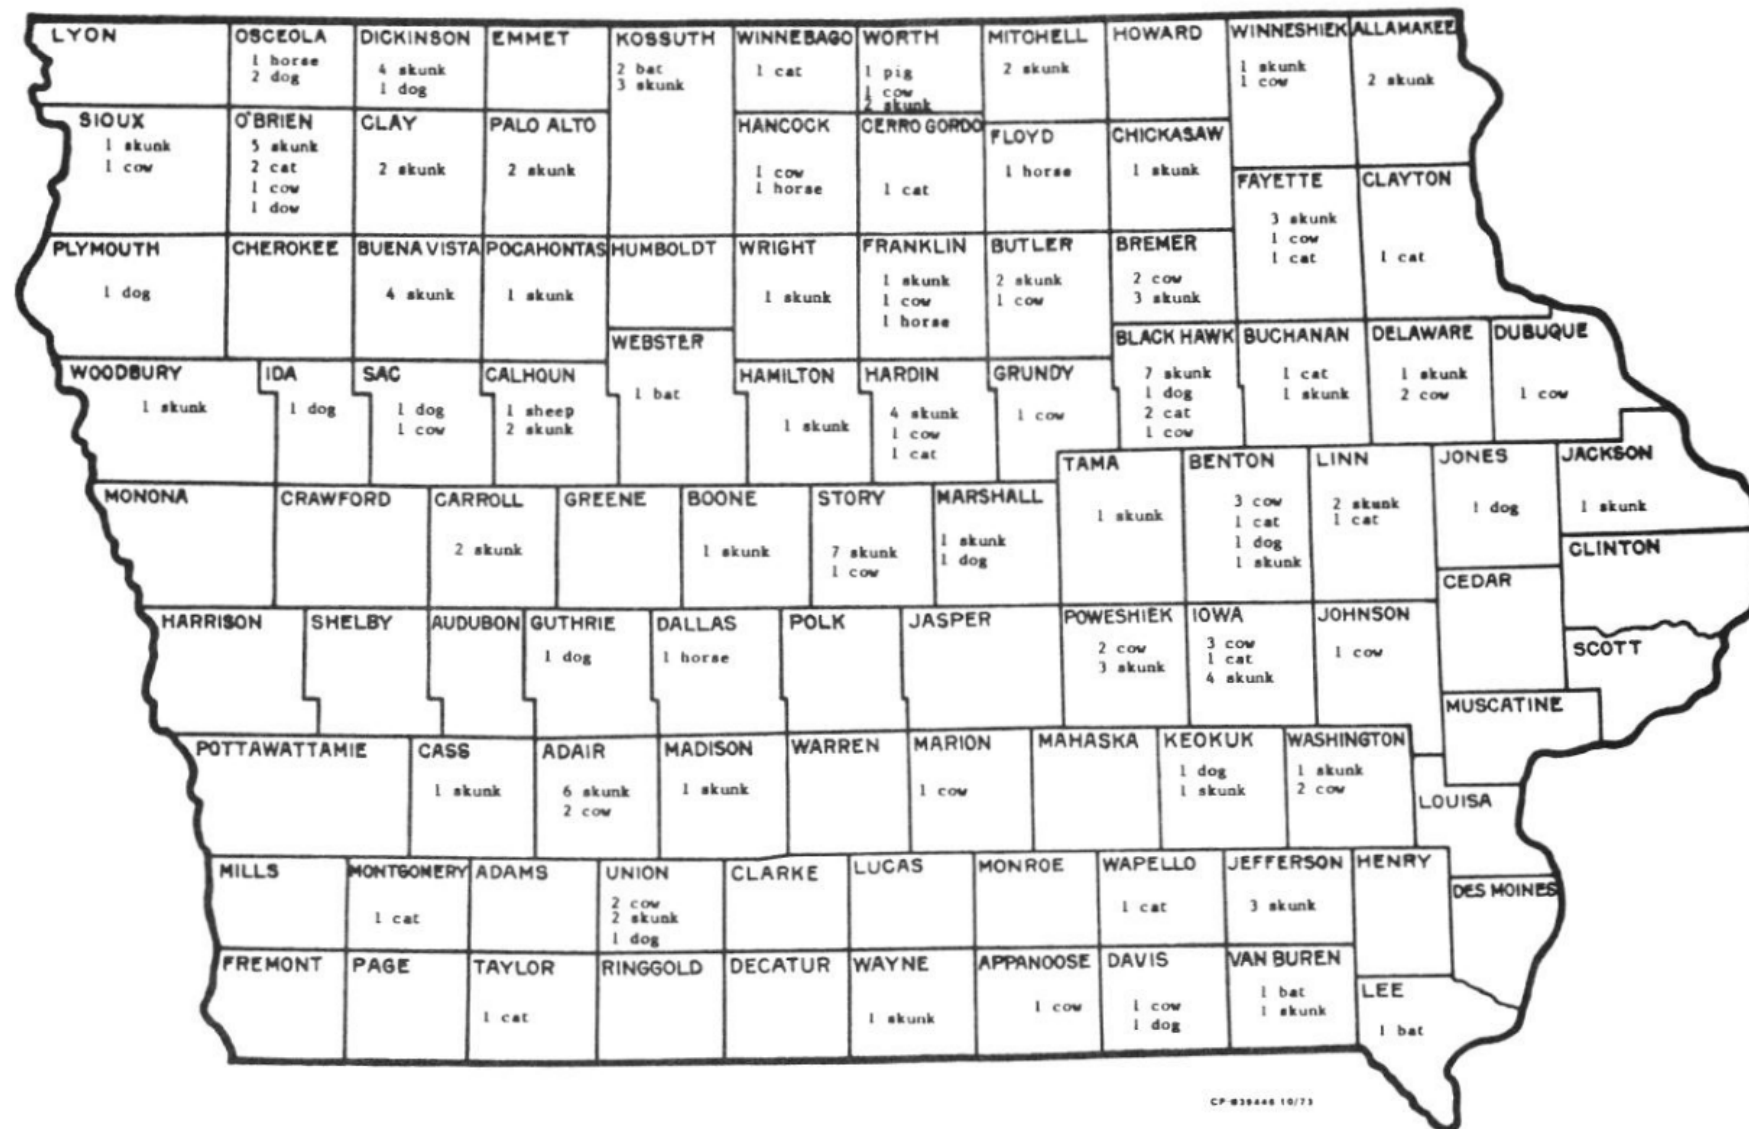 LYON
OSCEOLA
1 horse
2 dog
DICKINSON
4 skunk
1 dog
EMMET
KOSSUTH
2 bat
3 skunk
WINNEBAGO
1 cat
WORTH
1 pig
1 cow
2 skunk
MITCHELL
2 skunk
HOWARD
WINNESHIEK
1 skunk
1 cow
ALLAMAKEE
2 skunk
SIOUX
1 skunk
1 cow
O'BRIEN
5 skunk
2 cat
1 cow
1 dow
CLAY
2 skunk
PALO ALTO
2 skunk
HANCOCK
1 cow
1 horse
CERRO GORDO
1 cat
FLOYD
1 horse
CHICKASAW
1 skunk
FAYETTE
3 skunk
1 cow
1 cat
CLAYTON
1 cat
PLYMOUTH
1 dog
CHEROKEE
BUENA VISTA
4 skunk
POCAHONTAS
1 skunk
HUMBOLDT
WRIGHT
1 skunk
FRANKLIN
1 skunk
1 cow
1 horse
BUTLER
2 skunk
1 cow
BREMER
2 cow
3 skunk
WEBSTER
1 bat
BLACK HAWK
7 skunk
1 dog
2 cat
1 cow
BUCHANAN
1 cat
1 skunk
DELAWARE
1 skunk
2 cow
DUBUQUE
1 cow
WOODBURY
1 skunk
IDA
1 dog
SAC
1 dog
1 cow
CALHOUN
1 sheep
2 skunk
HAMILTON
1 skunk
HARDIN
4 skunk
1 cow
1 cat
GRUNDY
1 cow
TAMA
1 skunk
BENTON
3 cow
1 cat
1 dog
1 skunk
LINN
2 skunk
1 cat
JONES
1 dog
JACKSON
1 skunk
MONONA
CRAWFORD
CARROLL
2 skunk
GREENE
BOONE
1 skunk
STORY
7 skunk
1 cow
MARSHALL
1 skunk
1 dog
CLINTON
CEDAR
HARRISON
SHELBY
AUDUBON
GUTHRIE
1 dog
DALLAS
1 horse
POLK
JASPER
POWESHIEK
2 cow
3 skunk
IOWA
3 cow
1 cat
4 skunk
JOHNSON
1 cow
SCOTT
MUSCATINE
POTTAWATTAMIE
CASS
1 skunk
ADAIR
6 skunk
2 cow
MADISON
1 skunk
WARREN
MARION
1 cow
MAHASKA
KEOKUK
1 dog
1 skunk
WASHINGTON
1 skunk
2 cow
LOUISA
MILLS
MONTGOMERY
1 cat
ADAMS
UNION
2 cow
2 skunk
1 dog
CLARKE
LUCAS
MONROE
WAPELLO
1 cat
JEFFERSON
3 skunk
HENRY
DES MOINES
FREMONT
PAGE
TAYLOR
1 cat
RINGGOLD
DECATUR
WAYNE
1 skunk
APPANOOSE
1 cow
DAVIS
1 cow
1 dog
VAN BUREN
1 bat
1 skunk
LEE
1 bat
10/73